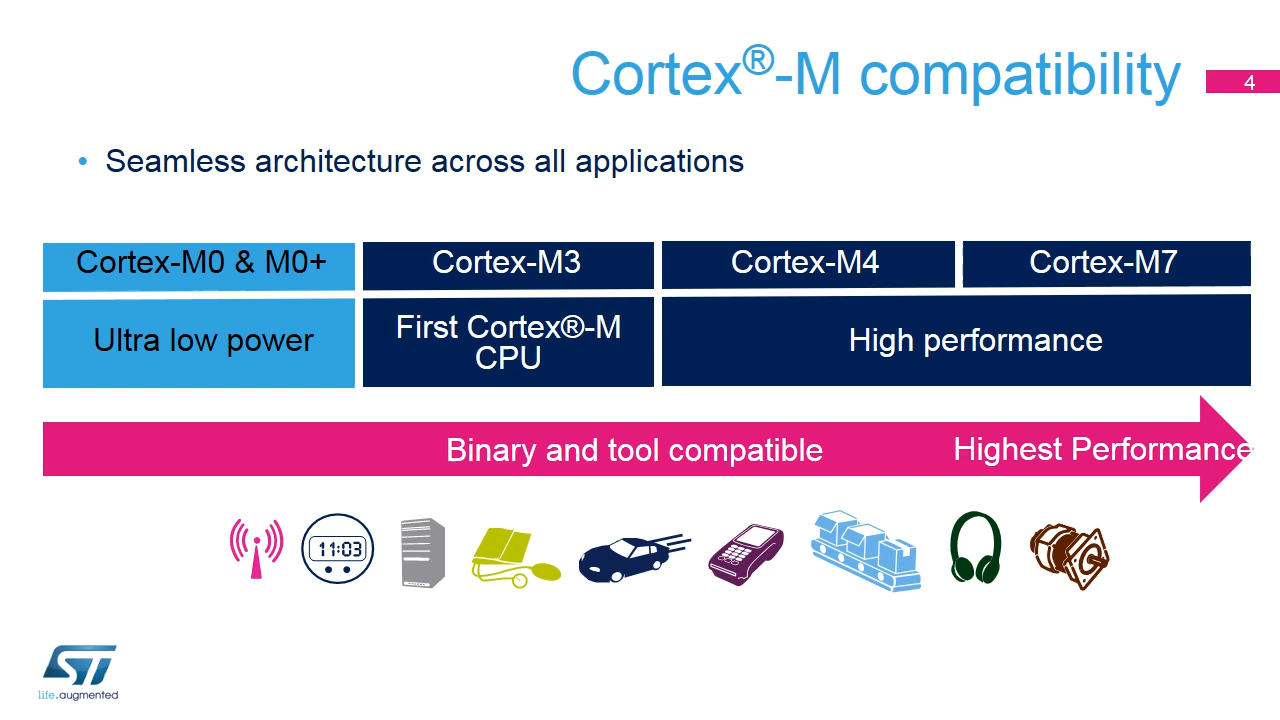 Cortex®-M compatibility
4
• Seamless architecture across all applications
Cortex-M0 & M0+
Cortex-M3
Cortex-M4
Cortex-M7
Ultra low power
First Cortex®-M
CPU
High performance
Binary and tool compatible
Highest Performance
11:03
ST
life.augmented